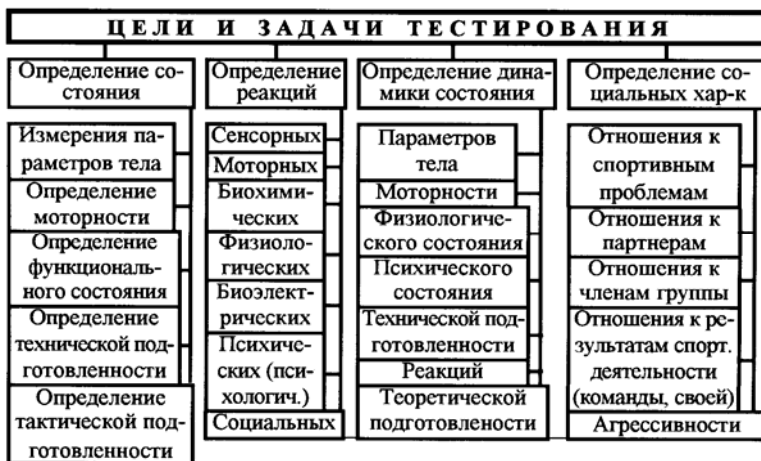 ЦЕЛИ И ЗАДАЧИ ТЕСТИРОВАНИЯ
Определение со-
стояния
Измерения па-
раметров тела
Определение
моторности
Определение
функциональ-
ного состояния
Определение
технической под-
готовленности
Определение
тактической под-
готовленности
Определение
реакций
Сенсорных
Моторных
Биохими-
ческих
Физиоло-
гических
Биоэлект-
рических
Психичес-
ких (пси-
хологич.)
Социальных
Определение дина-
мики состояния
Параметров
тела
Моторности
Физиологиче-
ского состояния
Психического
состояния
Технической под-
готовленности
Реакций
Теоретической
подготовлености
Определение со-
циальных хар-к
Отношения к
спортивным
проблемам
Отношения к
партнерам
Отношения к
членам группы
Отношения к ре-
зультатам спорт.
деятельности
(команды, своей)
Агрессивности